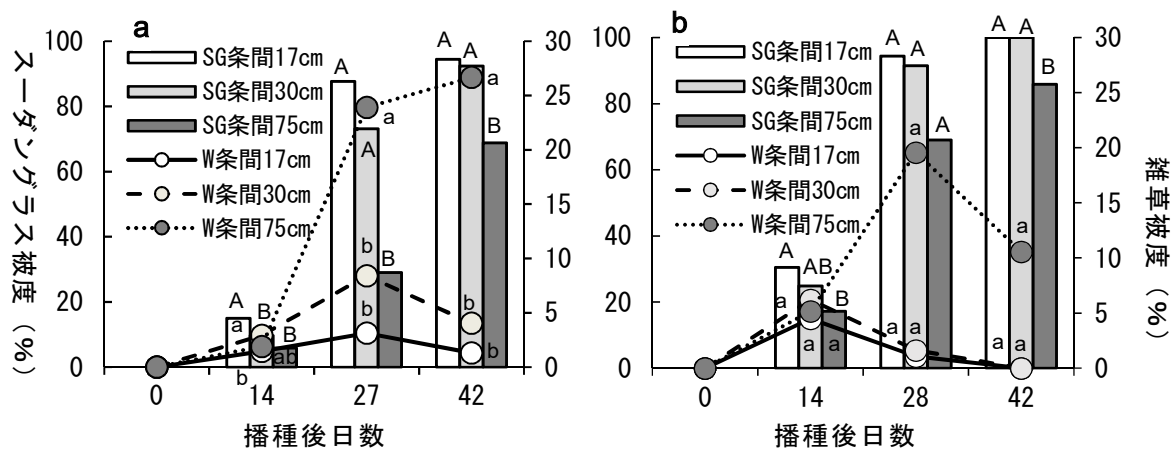 a
スーダングラス被度（%）
100
80
60
40
20
0
SG条間17cm
SG条間30cm
SG条間75cm
W条間17cm
W条間30cm
W条間75cm
A
a
b
B
B
ab
A
A
a
b
b
B
A
A
a
B
b
b
30
25
20
15
10
5
0
0
14
27
42
播種後日数
b
100
80
60
40
20
0
SG条間17cm
SG条間30cm
SG条間75cm
W条間17cm
W条間30cm
W条間75cm
A
AB
B
a
a
a
A
A
a
A
a
a
A
A
B
a
a
a
30
25
20
15
10
5
0
雑草被度（%）
0
14
28
42
播種後日数